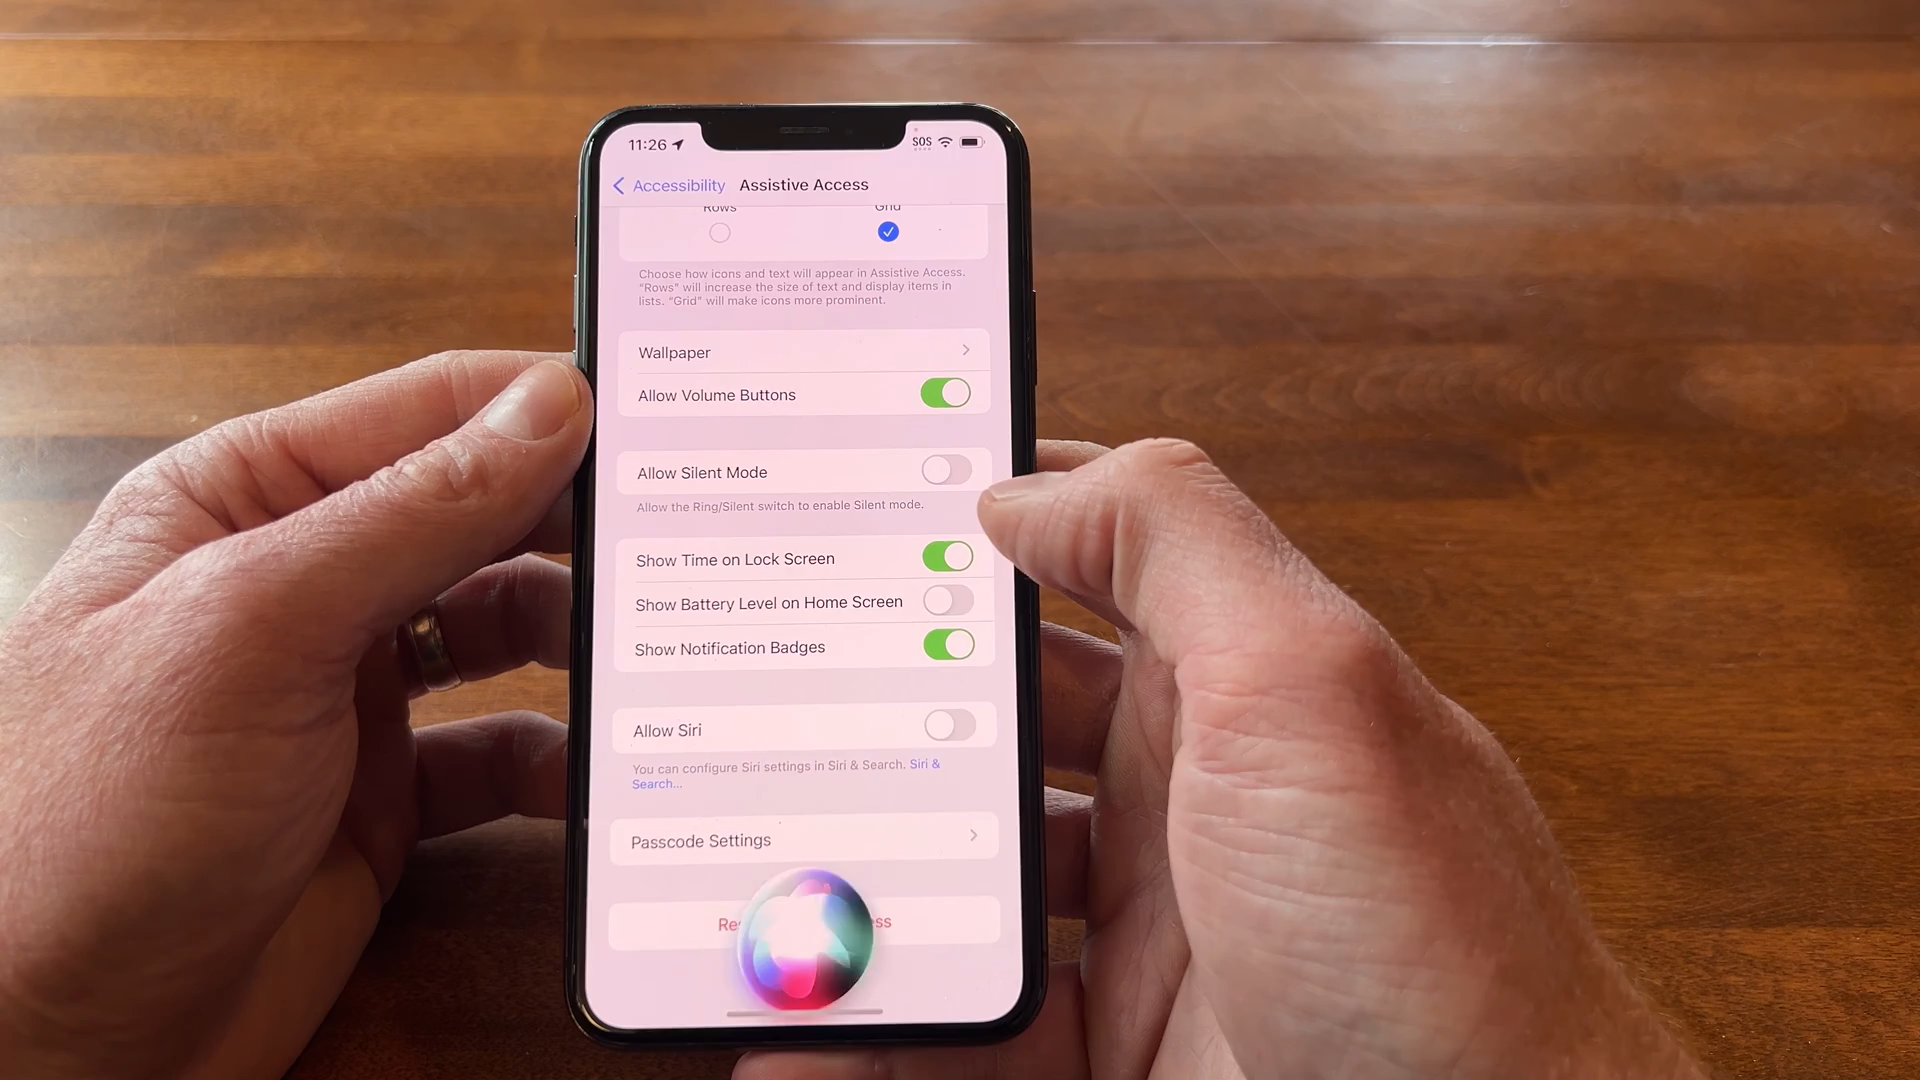 11:26
SOS
Accessibility Assistive Access
Rows Grid
Choose how icons and text will appear in Assistive Access.
"Rows" will increase the size of text and display items in
lists. "Grid" will make icons more prominent.
Wallpaper
Allow Volume Buttons
Allow Silent Mode
Allow the Ring/Silent switch to enable Silent mode.
Show Time on Lock Screen
Show Battery Level on Home Screen
Show Notification Badges
Allow Siri
You can configure Siri settings in Siri & Search. Siri &
Search...
Passcode Settings